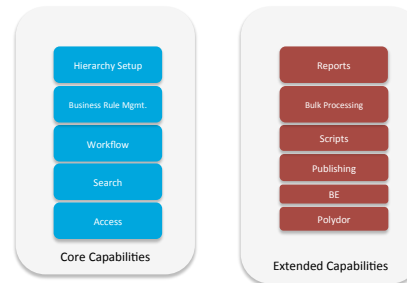 Hierarchy Setup
Business Rule Mgmt.
Workflow
Search
Access
Core Capabilities
Reports
Bulk Processing
Scripts
Publishing
BE
Polydor
Extended Capabilities